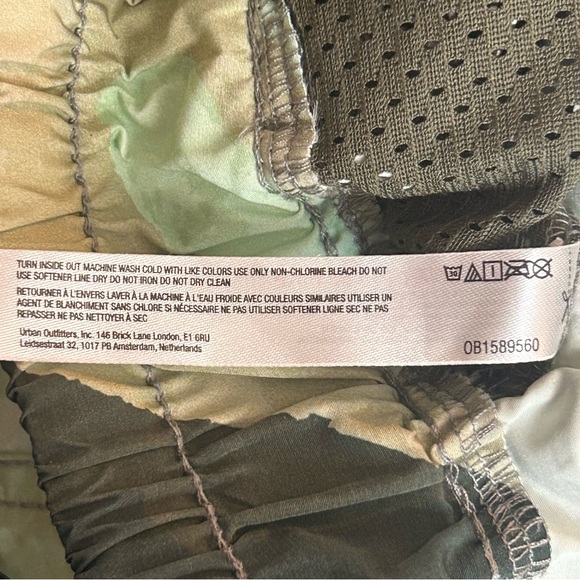 TURN INSIDE OUT MACHINE WASH COLD WITH LIKE COLORS USE ONLY NON-CHLORINE BLEACH DO NOT
USE SOFTENER LINE DRY DO NOT IRON DO NOT DRY CLEAN
RETOURNER À L'ENVERS LAVER À LA MACHINE À L'EAU FROIDE AVEC COULEURS SIMILAIRES UTILISER UN
AGENT DE BLANCHIMENT SANS CHLORE SI NÉCESSAIRE NE PAS UTILISER SOFTENER LIGNE SEC NE PAS
REPASSER NE PAS NETTOYER À SEC
Urban Outfitters, Inc. 146 Brick Lane London, E1 6RU
Leidsestraat 32, 1017 PB Amsterdam, Netherlands
OB1589560